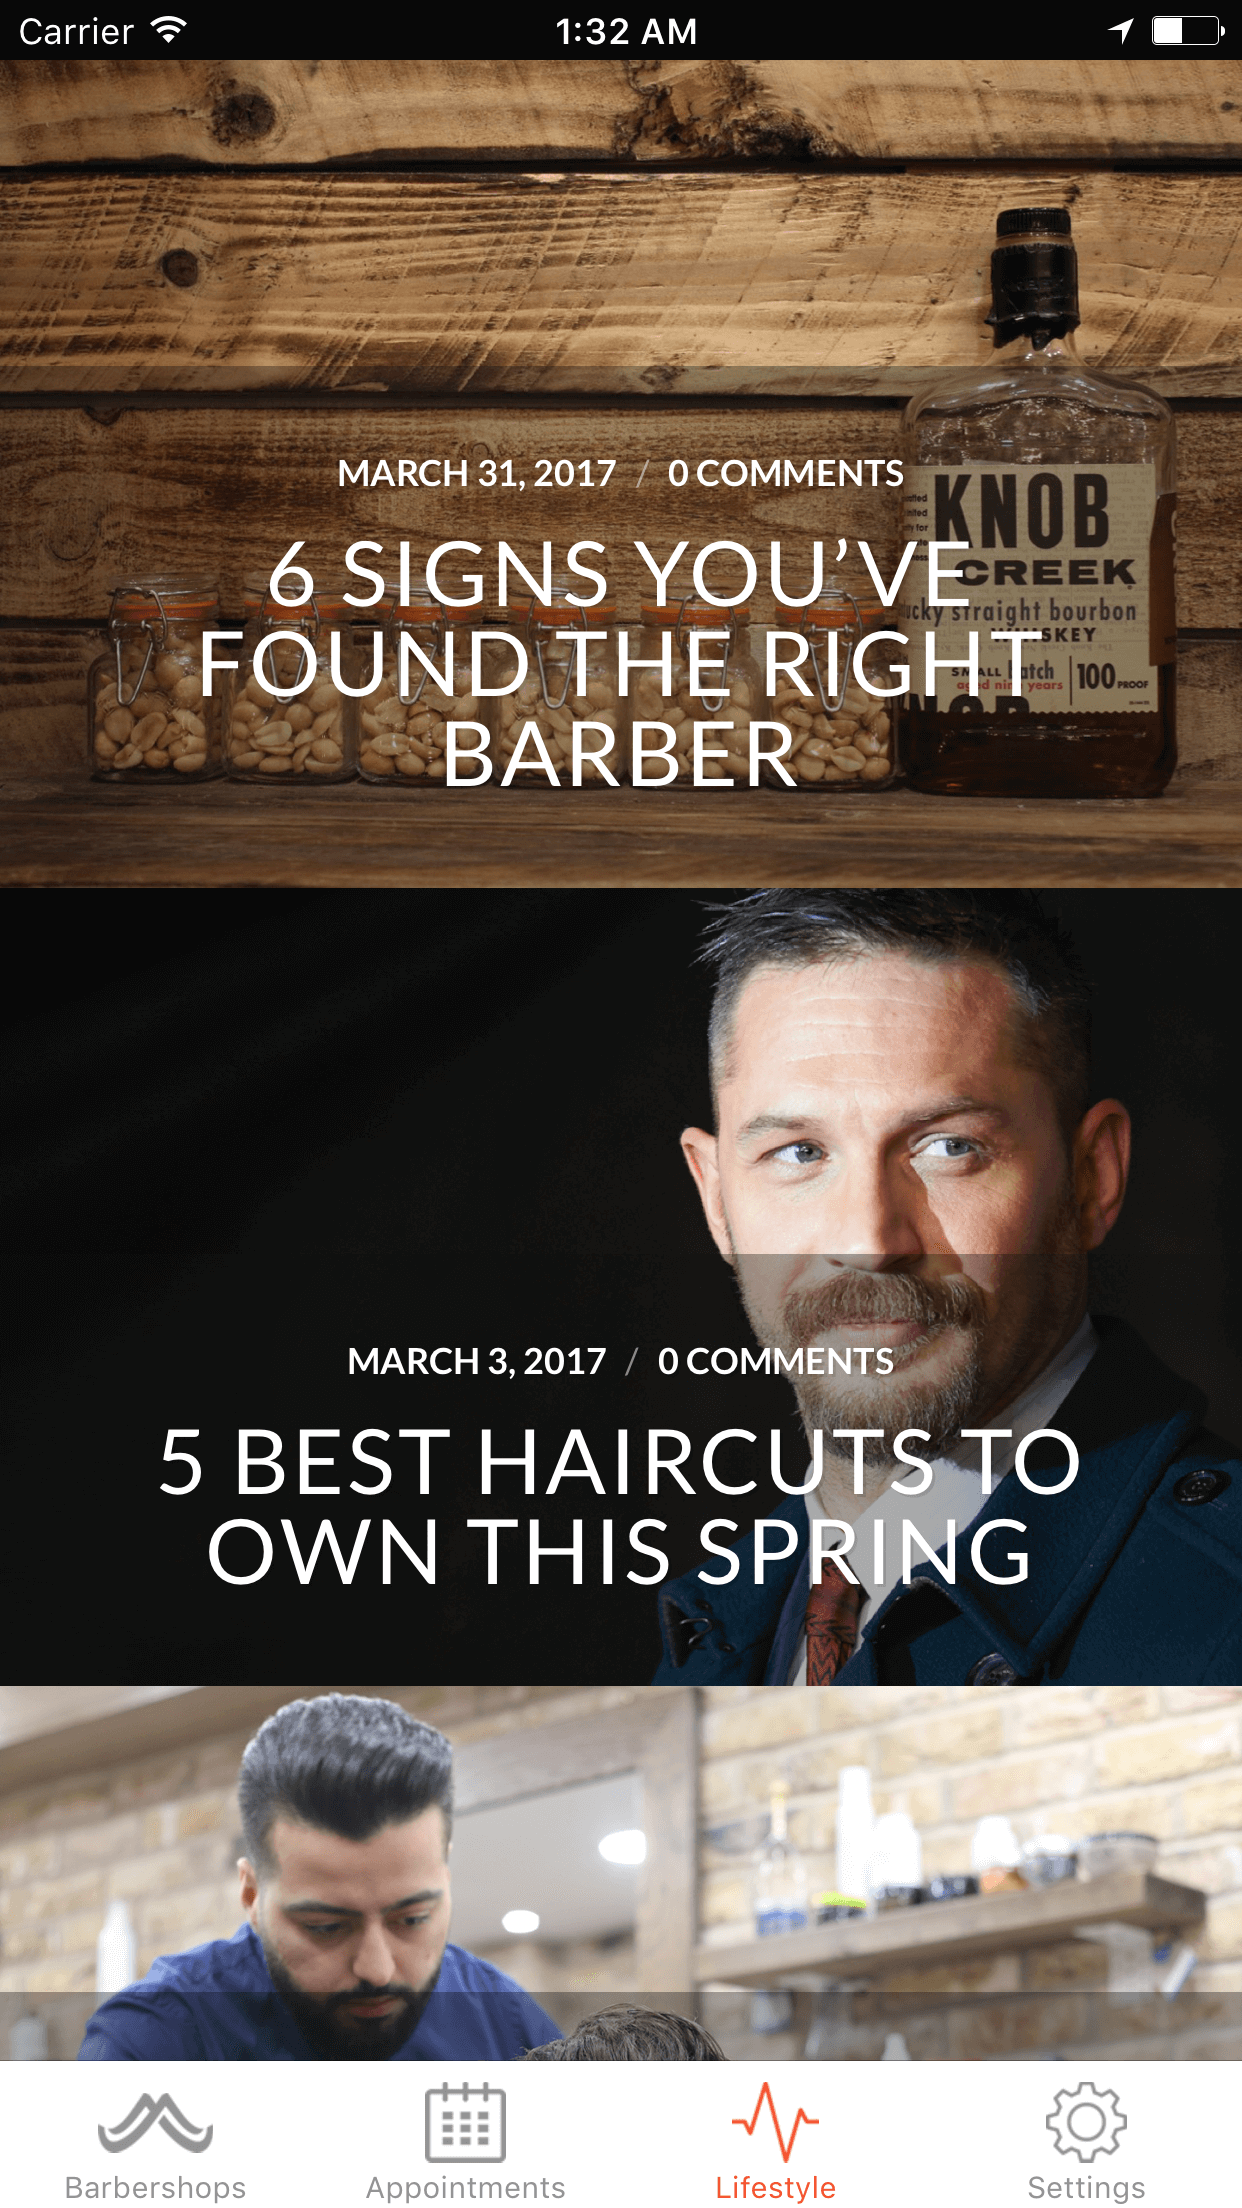 Carrier 1:32 AM
MARCH 31, 2017 / 0 COMMENTS
6 SIGNS YOU’VE
FOUND THE RIGHT
BARBER
KNOB
CREEK
straight bourbon
100 PROOF
MARCH 3, 2017 / 0 COMMENTS
5 BEST HAIRCUTS TO
OWN THIS SPRING
Barbershops Appointments Lifestyle Settings